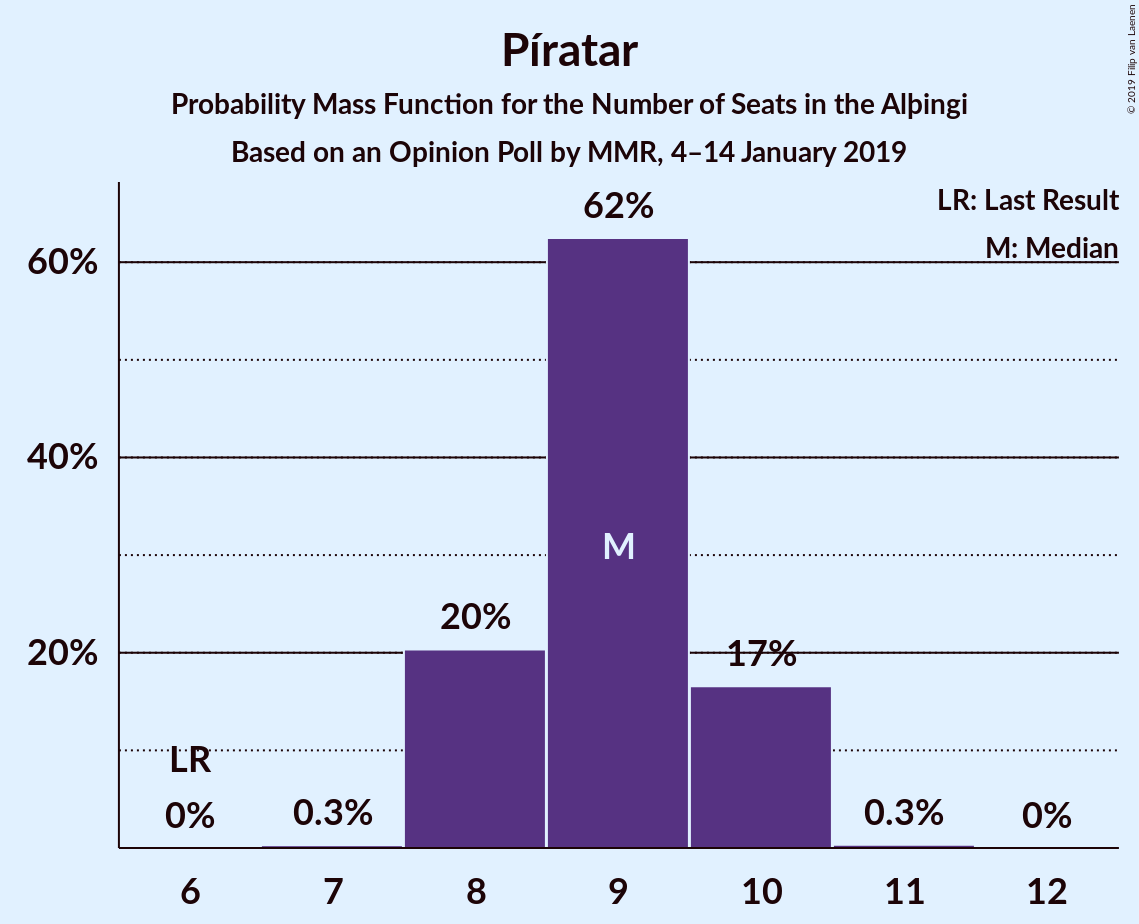 Píratar
Probability Mass Function for the Number of Seats in the Alþingi
Based on an Opinion Poll by MMR, 4–14 January 2019
© 2019 Filip van Laenen
LR: Last Result
M: Median
62%
60%
40%
M
20%
20%
17%
LR
0%
0.3%
0.3%
0%
6
7
8
9
10
11
12